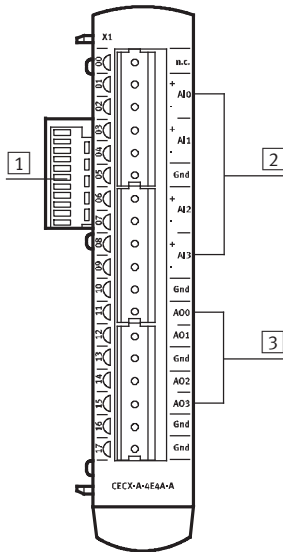 X1
00 n.c.
01 +
AI0
02 -
03 +
AI1
04 -
1
05 Gnd
2
06 +
AI2
07 -
08 +
AI3
09 -
10 Gnd
11 AO0
12 AO1
13 Gnd
3
14 AO2
15 AO3
16 Gnd
17 Gnd
CECX-A-4E4A-A